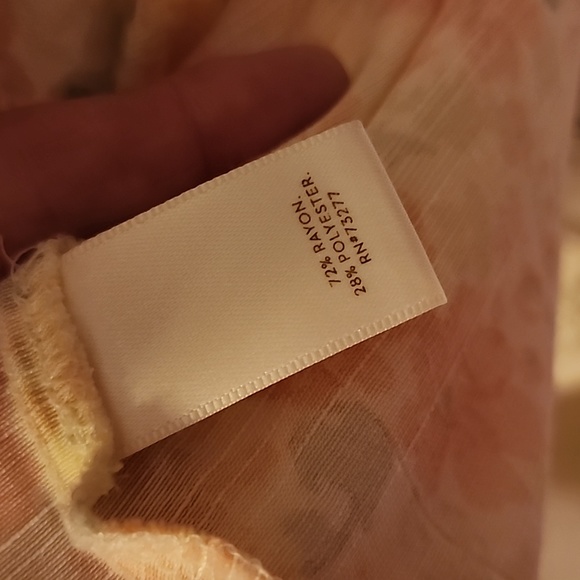 72% RAYON.
28% POLYESTER.
RN#73277